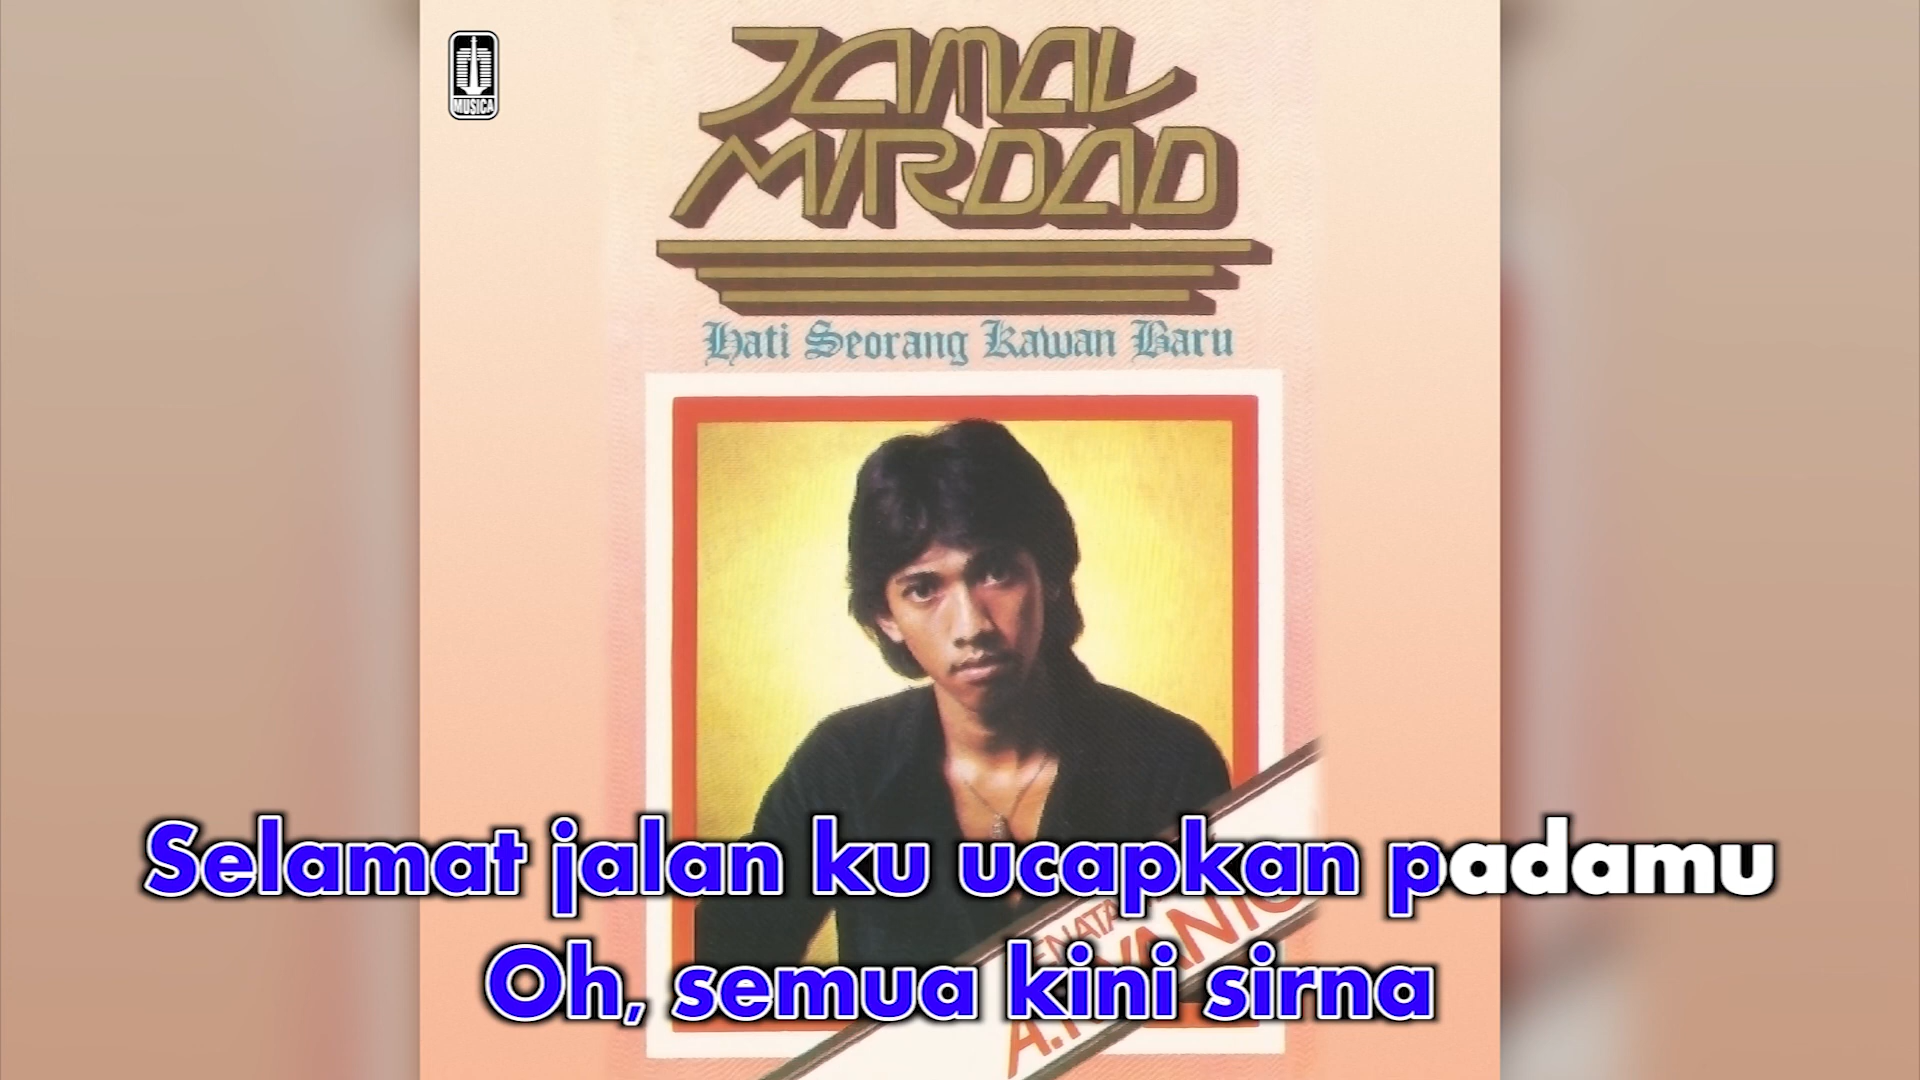 MUSICA
JAMAL
MIRDAD
Hati Seorang Kawan Baru
Selamat jalan ku ucapkan padamu
Oh, semua kini sirna